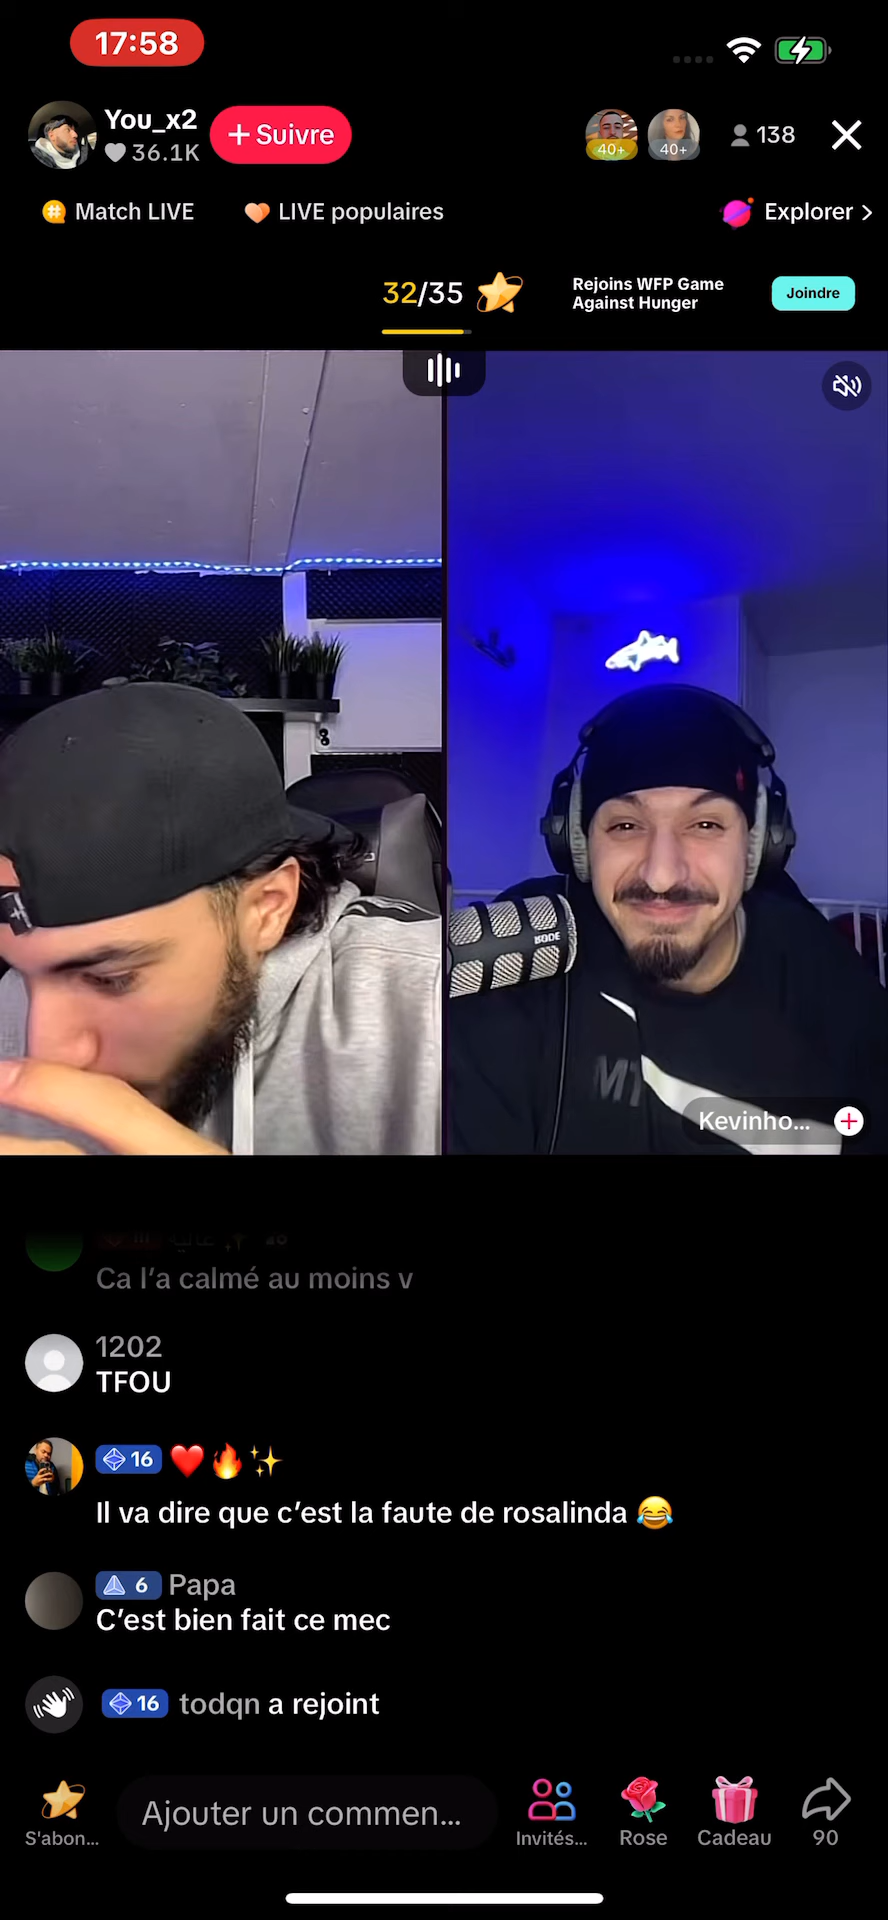 17:58
You_x2
36.1K
+ Suivre
40+
40+
138
Match LIVE
LIVE populaires
Explorer >
32/35
Rejoins WFP Game
Against Hunger
Joindre
RODE
Kevinho...
Ca l'a calmé au moins v
1202
TFOU
16
Il va dire que c'est la faute de rosalinda 😂
6 Papa
C'est bien fait ce mec
16 todqn a rejoint
S'abon...
Ajouter un commen...
Invités...
Rose
Cadeau
90